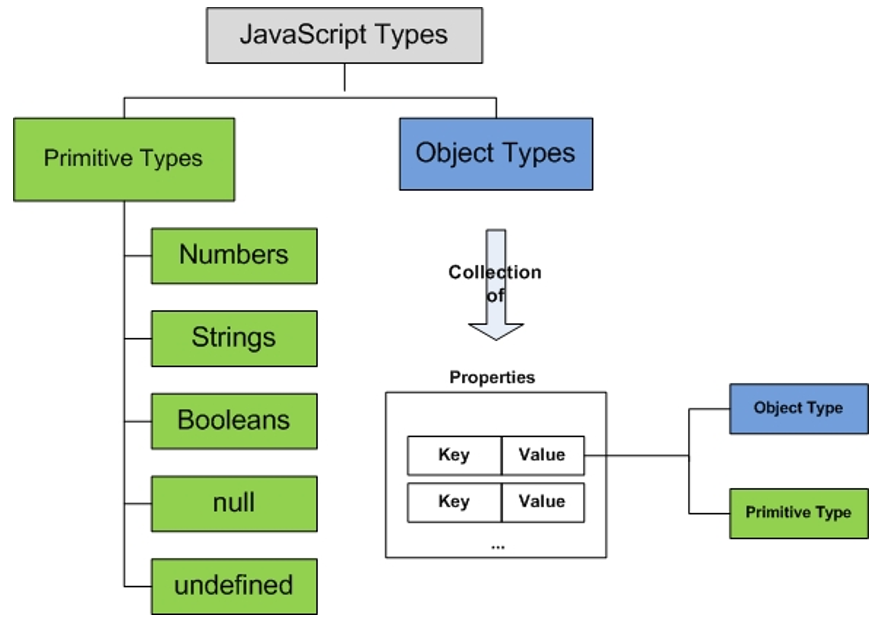 JavaScript Types
Primitive Types
Object Types
Numbers
Strings
Booleans
null
undefined
Collection
of
Properties
Key Value
Key Value
...
Object Type
Primitive Type